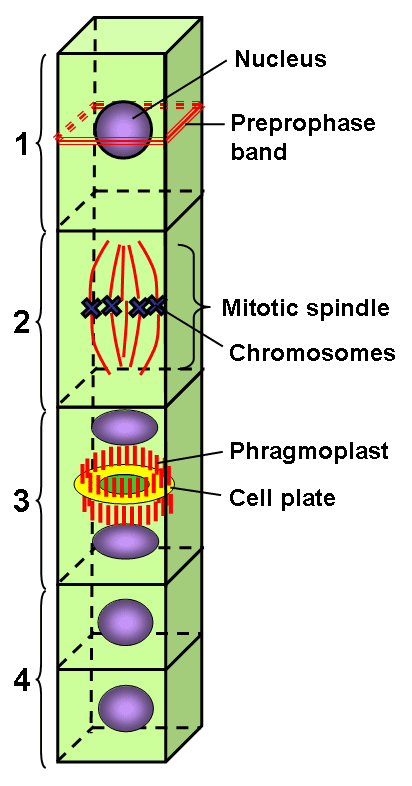 Nucleus
Preprophase
band
1
Mitotic spindle
2
Chromosomes
Phragmoplast
3
Cell plate
4